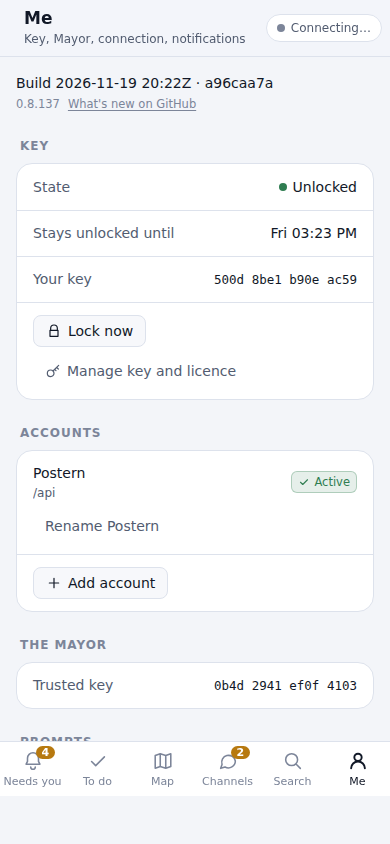 Me
Key, Mayor, connection, notifications
Connecting…
Build 2026-11-19 20:22Z · a96caa7a
0.8.137 What's new on GitHub
KEY
State Unlocked
Stays unlocked until Fri 03:23 PM
Your key 500d 8be1 b90e ac59
Lock now
Manage key and licence
ACCOUNTS
Postern
/api
Active
Rename Postern
Add account
THE MAYOR
Trusted key 0b4d 2941 ef0f 4103
PROMPTS
4 2
Needs you To do Map Channels Search Me